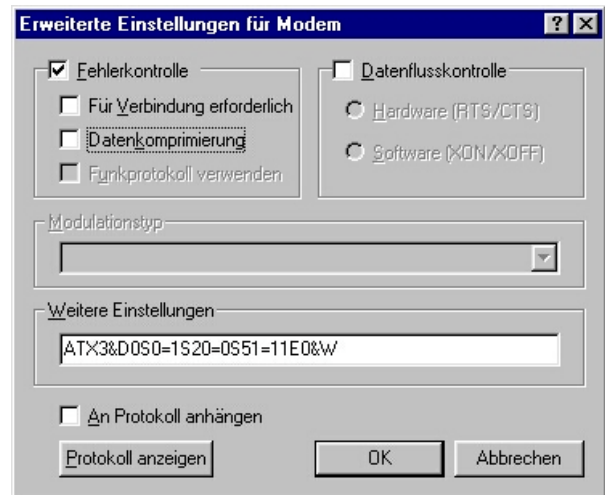 Erweiterte Einstellungen für Modem
Fehlerkontrolle
Für Verbindung erforderlich
Datenkomprimierung
Funkprotokoll verwenden
Datenflusskontrolle
Hardware (RTS/CTS)
Software (XON/XOFF)
Modulationstyp
Weitere Einstellungen
ATX3&D0S0=1S20=0S51=11E0&W
An Protokoll anhängen
Protokoll anzeigen
OK
Abbrechen